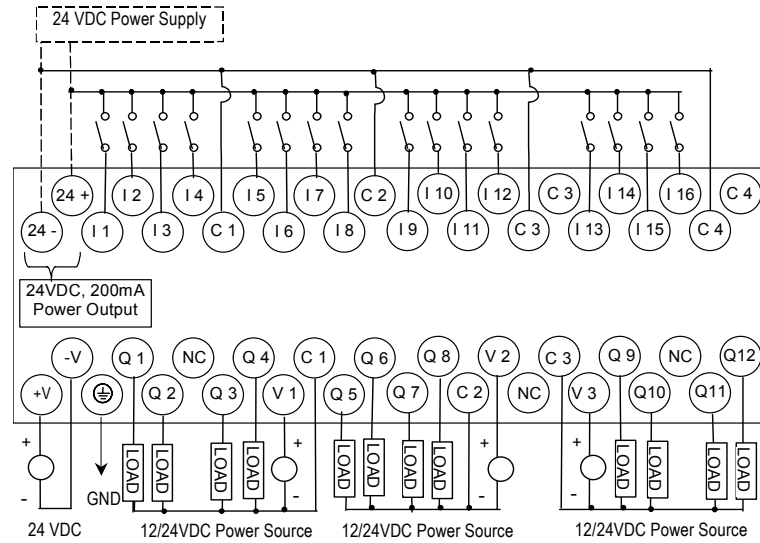 24 VDC Power Supply
24 + I 2 I 4 I 5 I 7 C 2 I 10 I 12 C 3 I 14 I 16 C 4
24 - I 1 I 3 C 1 I 6 I 8 I 9 I 11 C 3 I 13 I 15 C 4
24VDC, 200mA
Power Output
-V Q 1 NC Q 4 C 1 Q 6 Q 8 V 2 C 3 Q 9 NC Q12
+V Q 2 Q 3 V 1 Q 5 Q 7 C 2 NC V 3 Q10 Q11
+ LOAD LOAD LOAD LOAD + LOAD LOAD LOAD LOAD + + LOAD LOAD LOAD LOAD
- GND - - -
24 VDC 12/24VDC Power Source 12/24VDC Power Source 12/24VDC Power Source